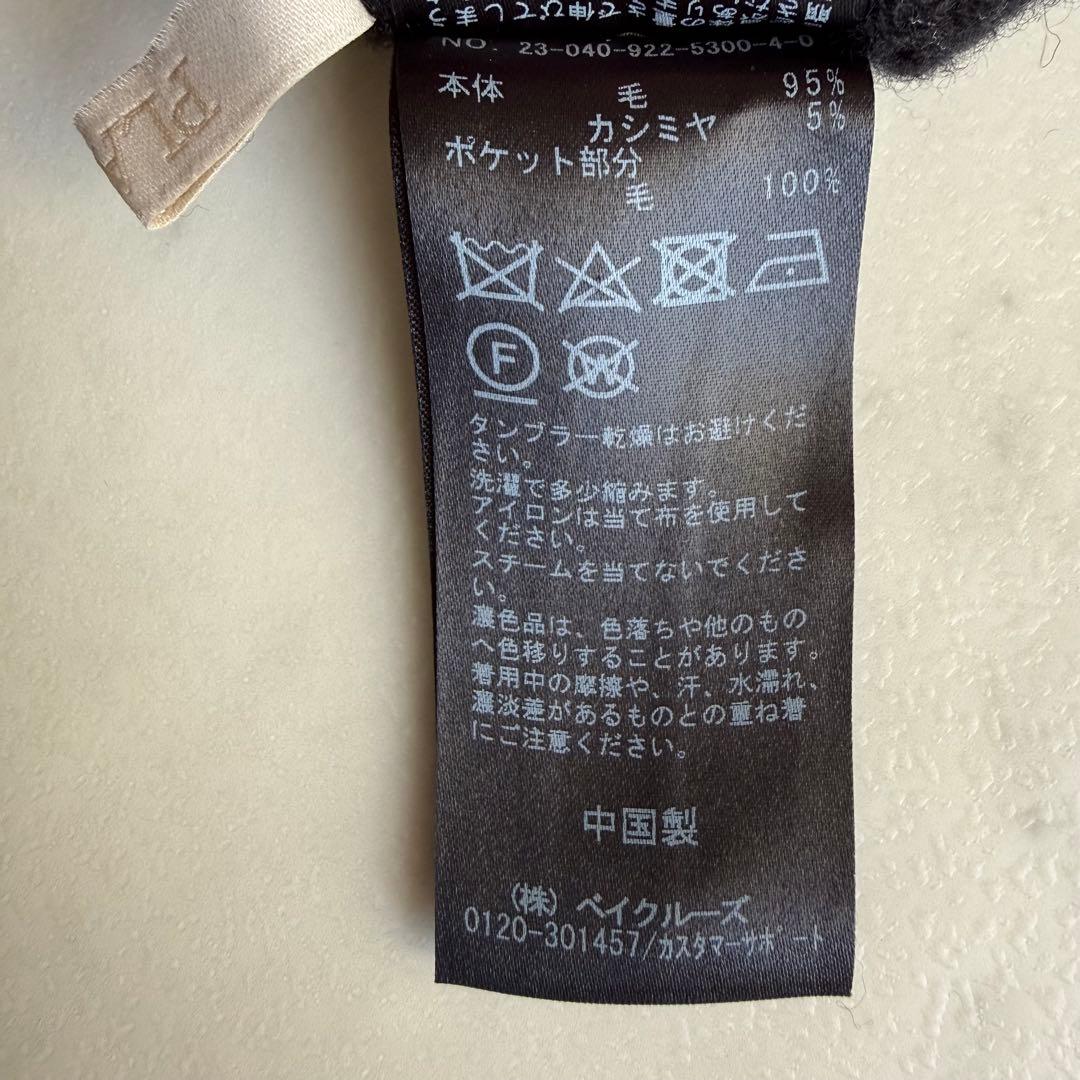 NO. 23-040-922-5300-4-0
本体 毛 95%
カシミヤ 5%
ポケット部分
毛 100%
F
W
タンブラー乾燥はお避けくだ
さい。
洗濯で多少縮みます。
アイロンは当て布を使用して
ください。
スチームを当てないでくださ
い。
濃色品は、色落ちや他のもの
へ色移りすることがあります。
着用中の摩擦や、汗、水濡れ、
濃淡差があるものとの重ね着
にご注意ください。
中国製
(株) ベイクルーズ
0120-301457/カスタマーサポート